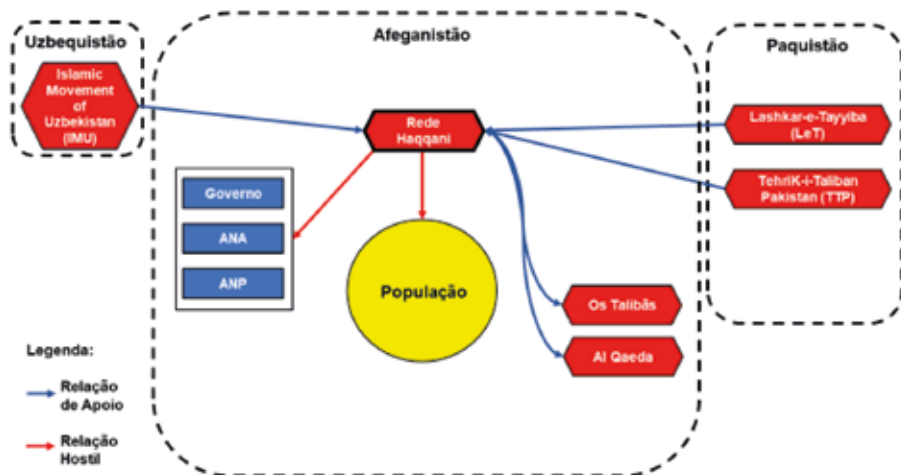 Uzbequistão
Islamic
Movement
of
Uzbekistan
(IMU)
Afeganistão
Rede
Haqqani
Governo
ANA
ANP
População
Os Talibãs
Al Qaeda
Paquistão
Lashkar-e-Tayyiba
(LeT)
TehriK-i-Taliban
Pakistan (TTP)
Legenda:
Relação
de Apoio
Relação
Hostil